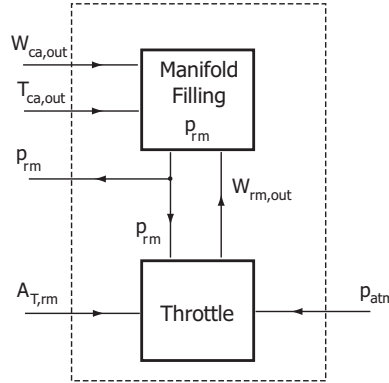 W_ca,out
T_ca,out
Manifold
Filling
p_rm
p_rm
W_rm,out
p_rm
A_T,rm
Throttle
p_atm